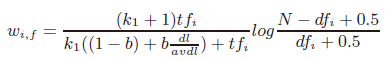 w_{i,f} = \frac{(k_1 + 1)tf_i}{k_1((1 - b) + b\frac{dl}{avdl}) + tf_i} log \frac{N - df_i + 0.5}{df_i + 0.5}